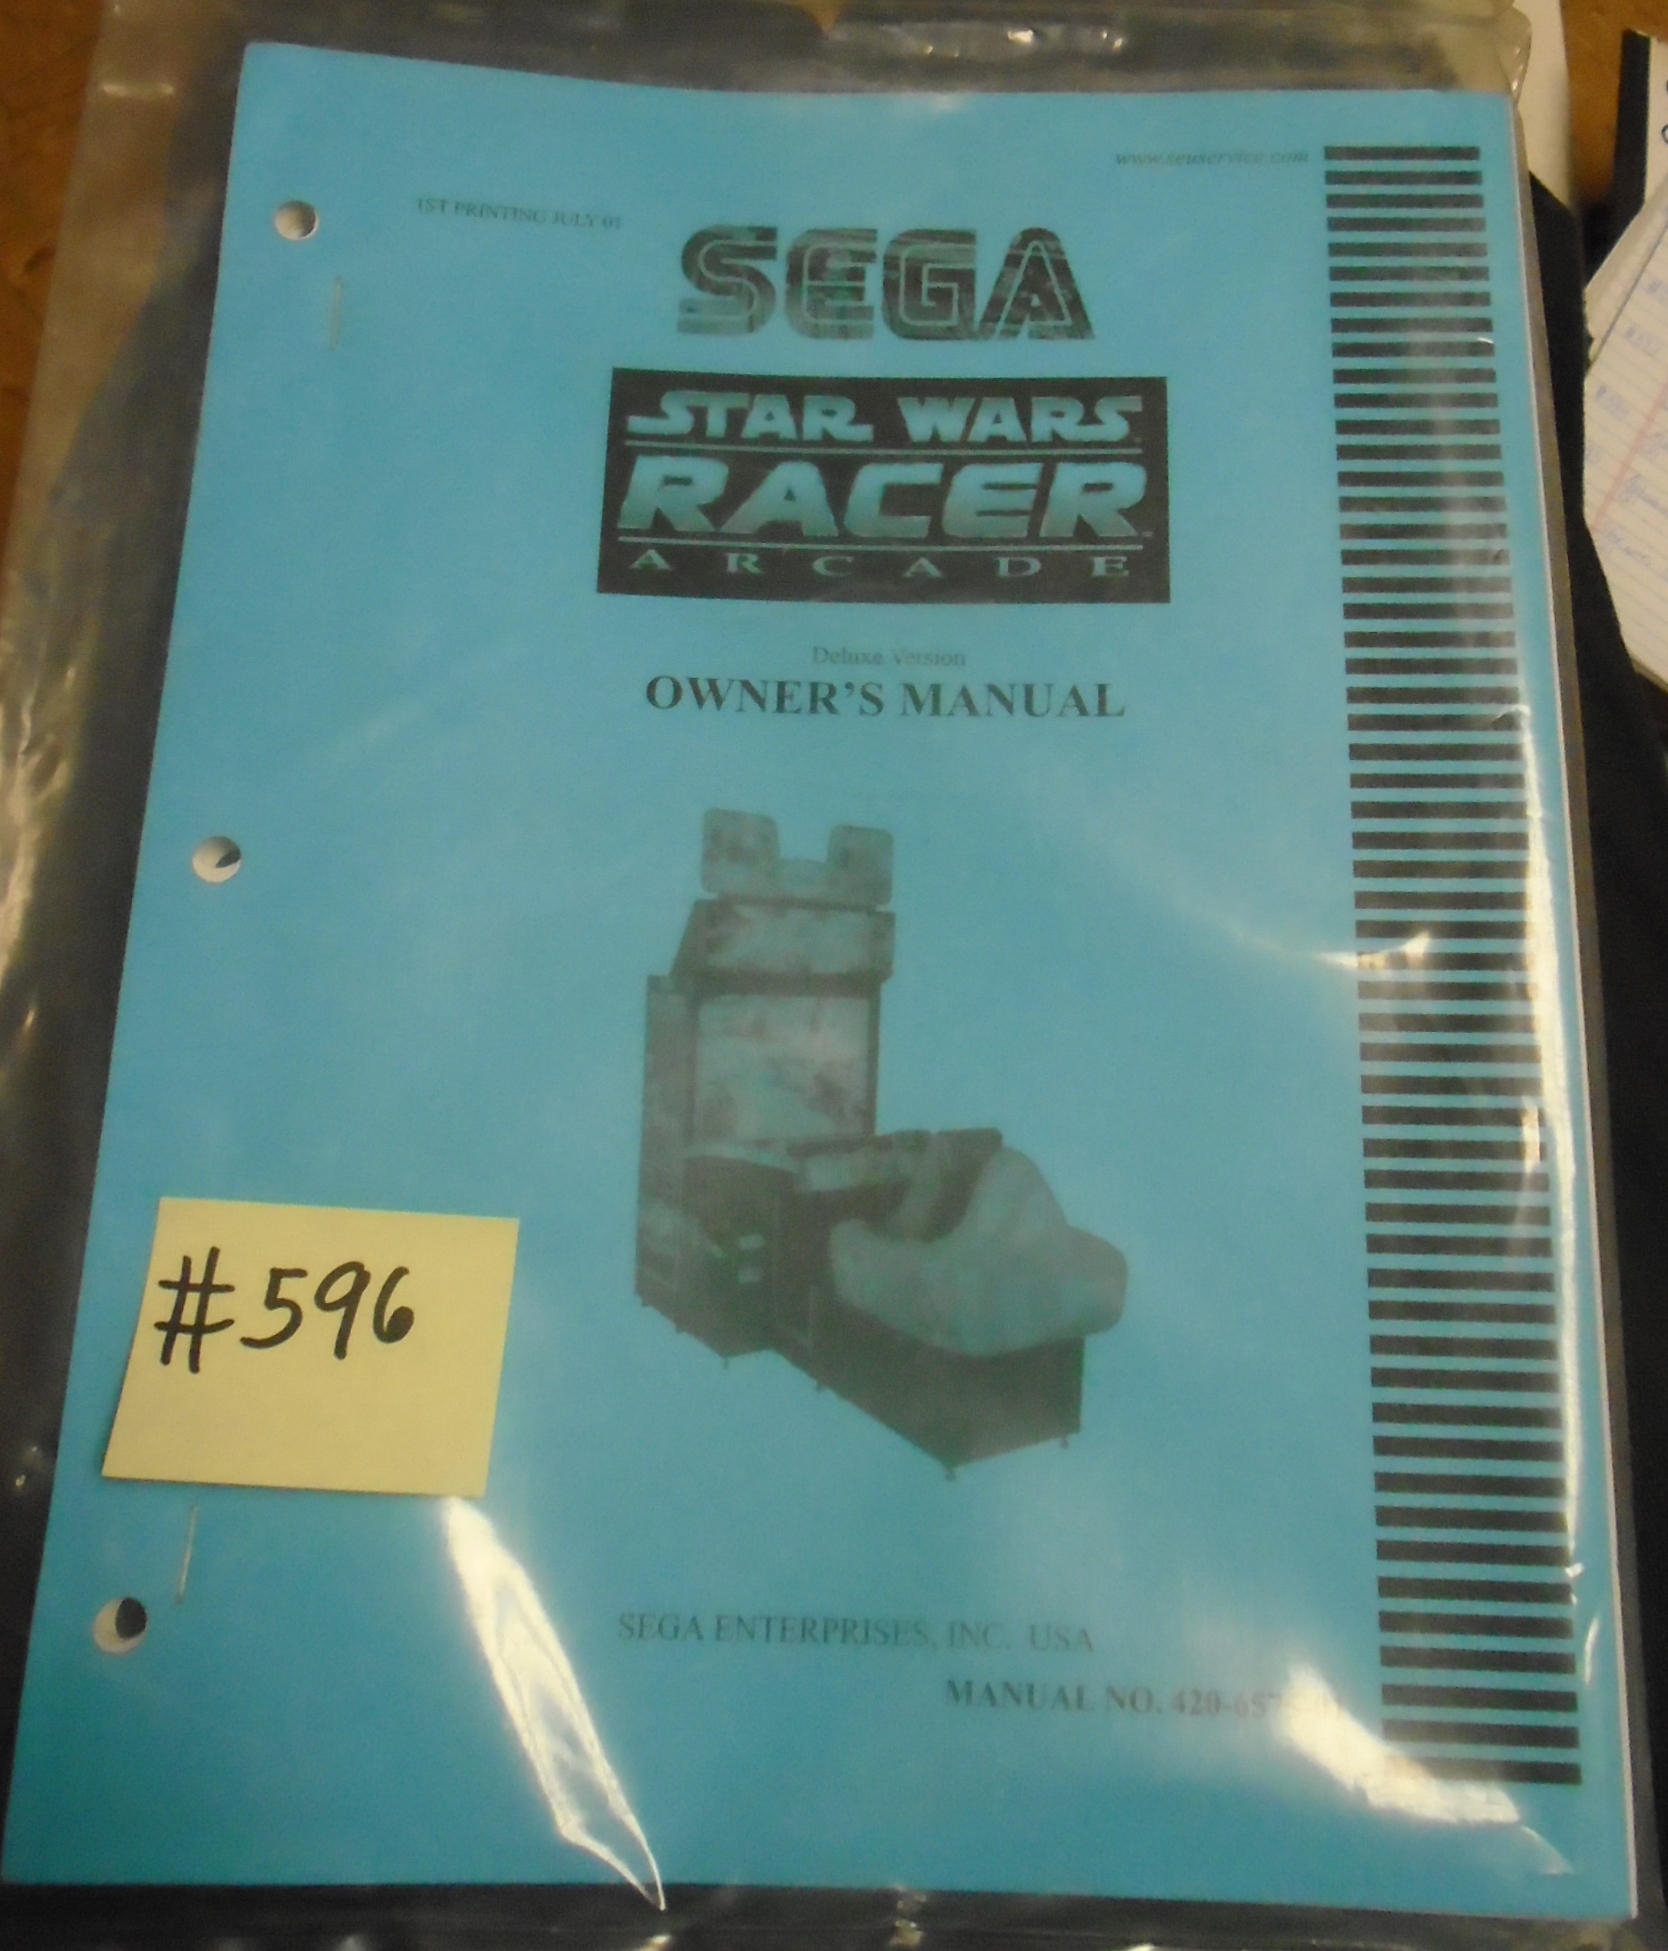 www.seuservice.com
1ST PRINTING JULY 01
SEGA
STAR WARS
RACER
ARCADE
Deluxe Version
OWNER'S MANUAL
#596
SEGA ENTERPRISES, INC. USA
MANUAL NO.